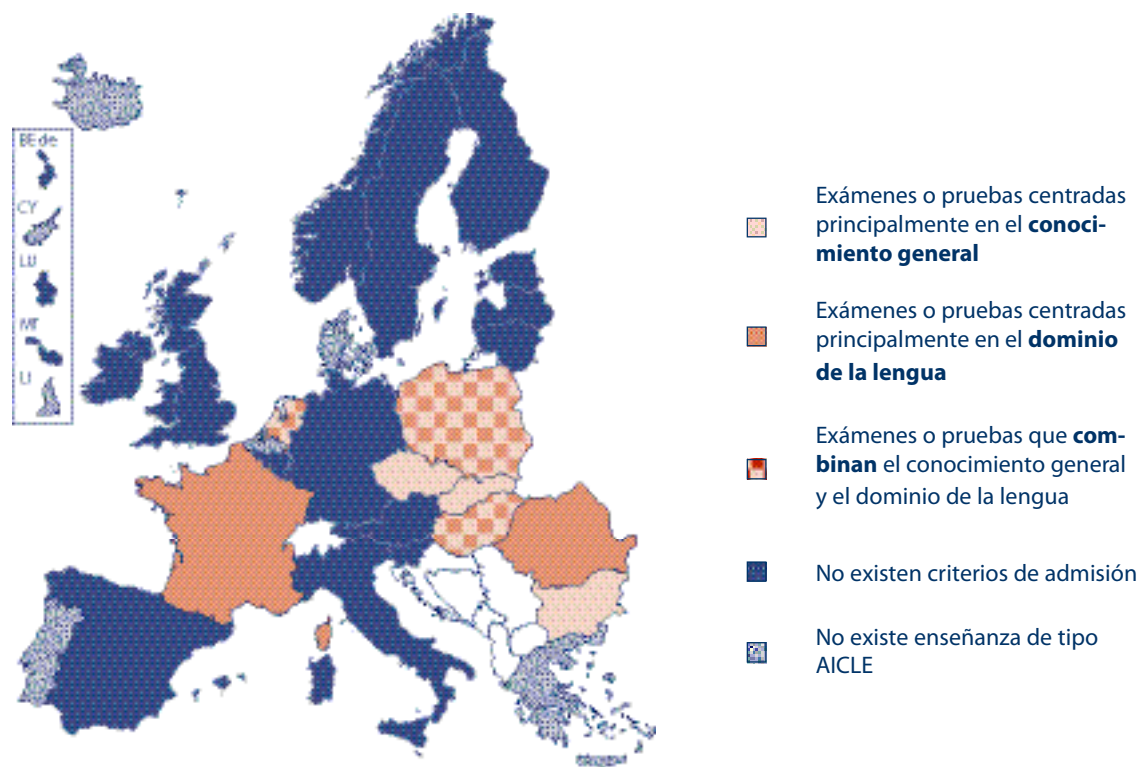 BE de
CY
LU
MT
LI
Exámenes o pruebas centradas
principalmente en el conoci-
miento general
Exámenes o pruebas centradas
principalmente en el dominio
de la lengua
Exámenes o pruebas que com-
binan el conocimiento general
y el dominio de la lengua
No existen criterios de admisión
No existe enseñanza de tipo
AICLE